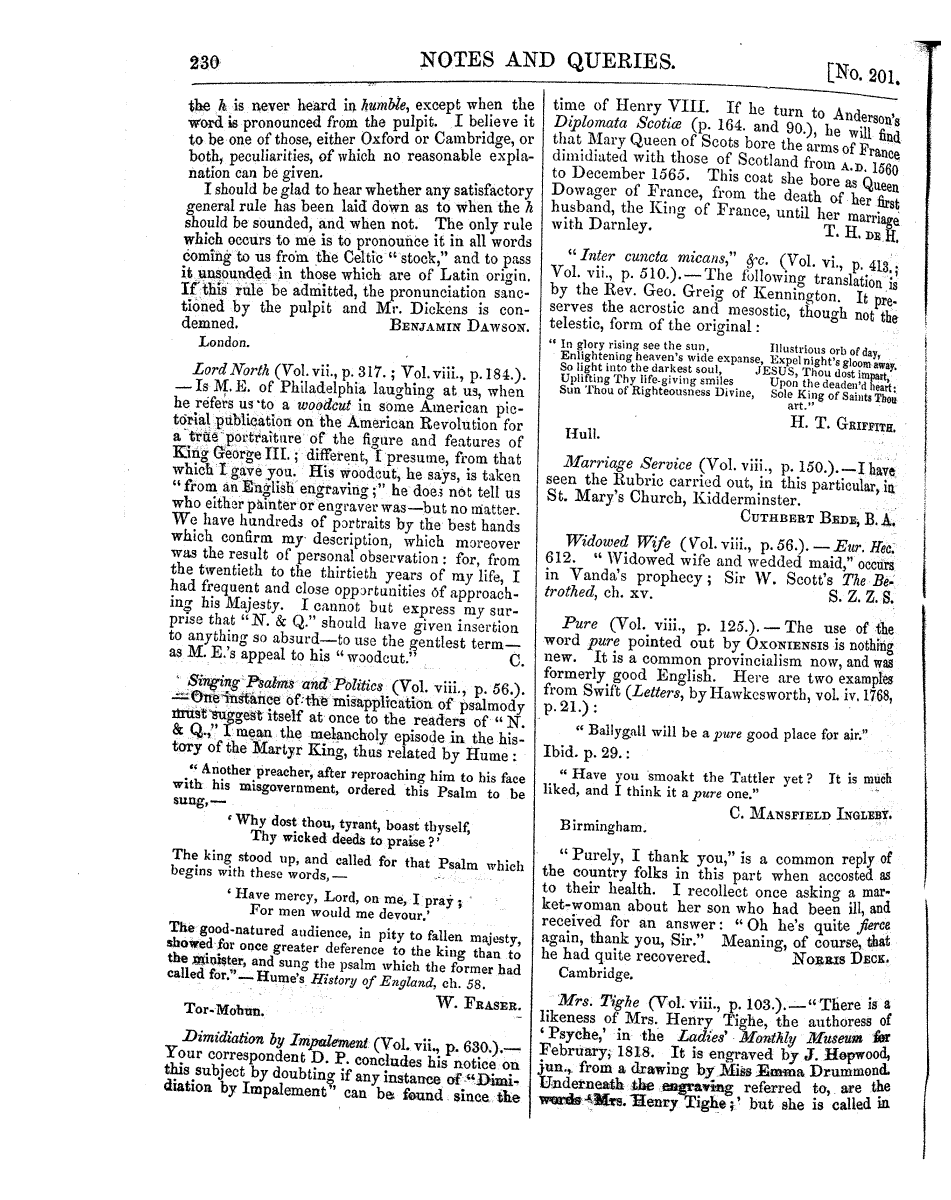 230
NOTES AND QUERIES.
[No. 201.
the h is never heard in humble, except when the
word is pronounced from the pulpit. I believe it
to be one of those, either Oxford or Cambridge, or
both, peculiarities, of which no reasonable expla-
nation can be given.
I should be glad to hear whether any satisfactory
general rule has been laid down as to when the h
should be sounded, and when not. The only rule
which occurs to me is to pronounce it in all words
coming to us from the Celtic " stock," and to pass
it unsounded in those which are of Latin origin.
If this rule be admitted, the pronunciation sanc-
tioned by the pulpit and Mr. Dickens is con-
demned. BENJAMIN DAWSON.
London.
Lord North (Vol. vii., p. 317. ; Vol. viii., p. 184.).
— Is M. E. of Philadelphia laughing at us, when
he refers us to a woodcut in some American pic-
torial publication on the American Revolution for
a true portraiture of the figure and features of
King George III. ; different, I presume, from that
which I gave you. His woodcut, he says, is taken
" from an English engraving ;" he does not tell us
who either painter or engraver was—but no matter.
We have hundreds of portraits by the best hands
which confirm my description, which moreover
was the result of personal observation : for, from
the twentieth to the thirtieth years of my life, I
had frequent and close opportunities of approach-
ing his Majesty. I cannot but express my sur-
prise that " N. & Q." should have given insertion
to anything so absurd—to use the gentlest term—
as M. E.'s appeal to his " woodcut." C.
Singing Psalms and Politics (Vol. viii., p. 56.).
—One instance of the misapplication of psalmody
must suggest itself at once to the readers of " N.
& Q.," I mean the melancholy episode in the his-
tory of the Martyr King, thus related by Hume :
" Another preacher, after reproaching him to his face
with his misgovernment, ordered this Psalm to be
sung,—
' Why dost thou, tyrant, boast thyself,
Thy wicked deeds to praise ?'
The king stood up, and called for that Psalm which
begins with these words,—
' Have mercy, Lord, on me, I pray ;
For men would me devour.'
The good-natured audience, in pity to fallen majesty,
showed for once greater deference to the king than to
the minister, and sung the psalm which the former had
called for."— Hume's History of England, ch. 58.
W. FRASER.
Tor-Mohun.
Dimidiation by Impalement (Vol. vii., p. 630.).—
Your correspondent D. P. concludes his notice on
this subject by doubting if any instance of " Dimi-
diation by Impalement" can be found since the
time of Henry VIII. If he turn to Anderson's
Diplomata Scotiæ (p. 164. and 90.), he will find
that Mary Queen of Scots bore the arms of France
dimidiated with those of Scotland from A.D. 1560
to December 1565. This coat she bore as Queen
Dowager of France, from the death of her first
husband, the King of France, until her marriage
with Darnley. T. H. DE H.
" Inter cuncta micans," &c. (Vol. vi., p. 413. ;
Vol. vii., p. 510.).—The following translation is
by the Rev. Geo. Greig of Kennington. It pre-
serves the acrostic and mesostic, though not the
telestic, form of the original :
" In glory rising see the sun, Illustrious orb of day,
Enlightening heaven's wide expanse, Expel night's gloom away.
So light into the darkest soul, JESUS, Thou dost impart,
Uplifting Thy life-giving smiles Upon the deaden'd heart :
Sun Thou of Righteousness Divine, Sole King of Saints Thou
art."
H. T. GRIFFITH.
Hull.
Marriage Service (Vol. viii., p. 150.).—I have
seen the Rubric carried out, in this particular, in
St. Mary's Church, Kidderminster.
CUTHBERT BEDE, B. A.
Widowed Wife (Vol. viii., p. 56.). — Eur. Hec.
612. " Widowed wife and wedded maid," occurs
in Vanda's prophecy ; Sir W. Scott's The Be-
trothed, ch. xv. S. Z. Z. S.
Pure (Vol. viii., p. 125.). — The use of the
word pure pointed out by OXONIENSIS is nothing
new. It is a common provincialism now, and was
formerly good English. Here are two examples
from Swift (Letters, by Hawkesworth, vol. iv. 1768,
p. 21.) :
" Ballygall will be a pure good place for air."
Ibid. p. 29. :
" Have you smoakt the Tattler yet ? It is much
liked, and I think it a pure one."
C. MANSFIELD INGLEBY.
Birmingham.
" Purely, I thank you," is a common reply of
the country folks in this part when accosted as
to their health. I recollect once asking a mar-
ket-woman about her son who had been ill, and
received for an answer : " Oh he's quite fierce
again, thank you, Sir." Meaning, of course, that
he had quite recovered. NORRIS DECK.
Cambridge.
Mrs. Tighe (Vol. viii., p. 103.).—" There is a
likeness of Mrs. Henry Tighe, the authoress of
' Psyche,' in the Ladies' Monthly Museum for
February, 1818. It is engraved by J. Hopwood,
jun., from a drawing by Miss Emma Drummond.
Underneath the engraving referred to, are the
words ' Mrs. Henry Tighe ;' but she is called in